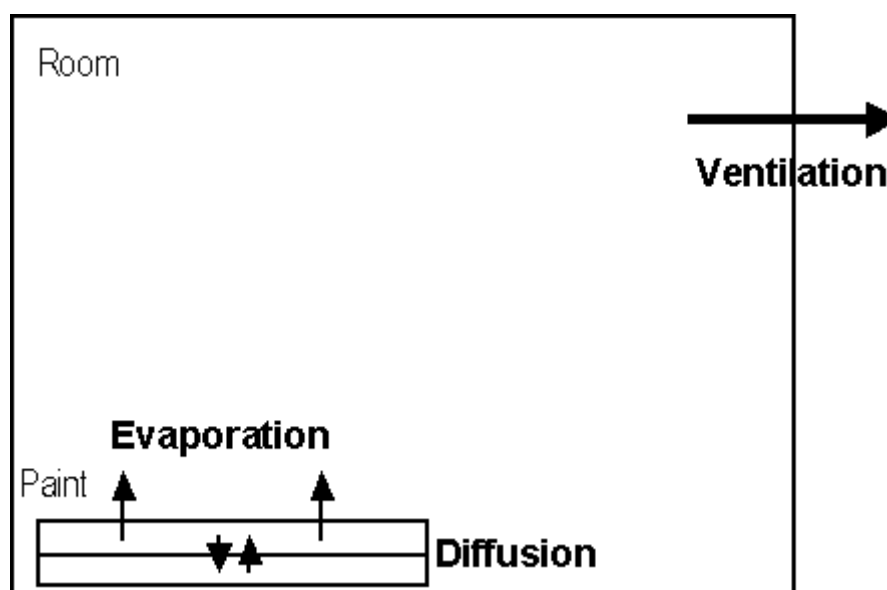 Room
Ventilation
Evaporation
Paint
Diffusion